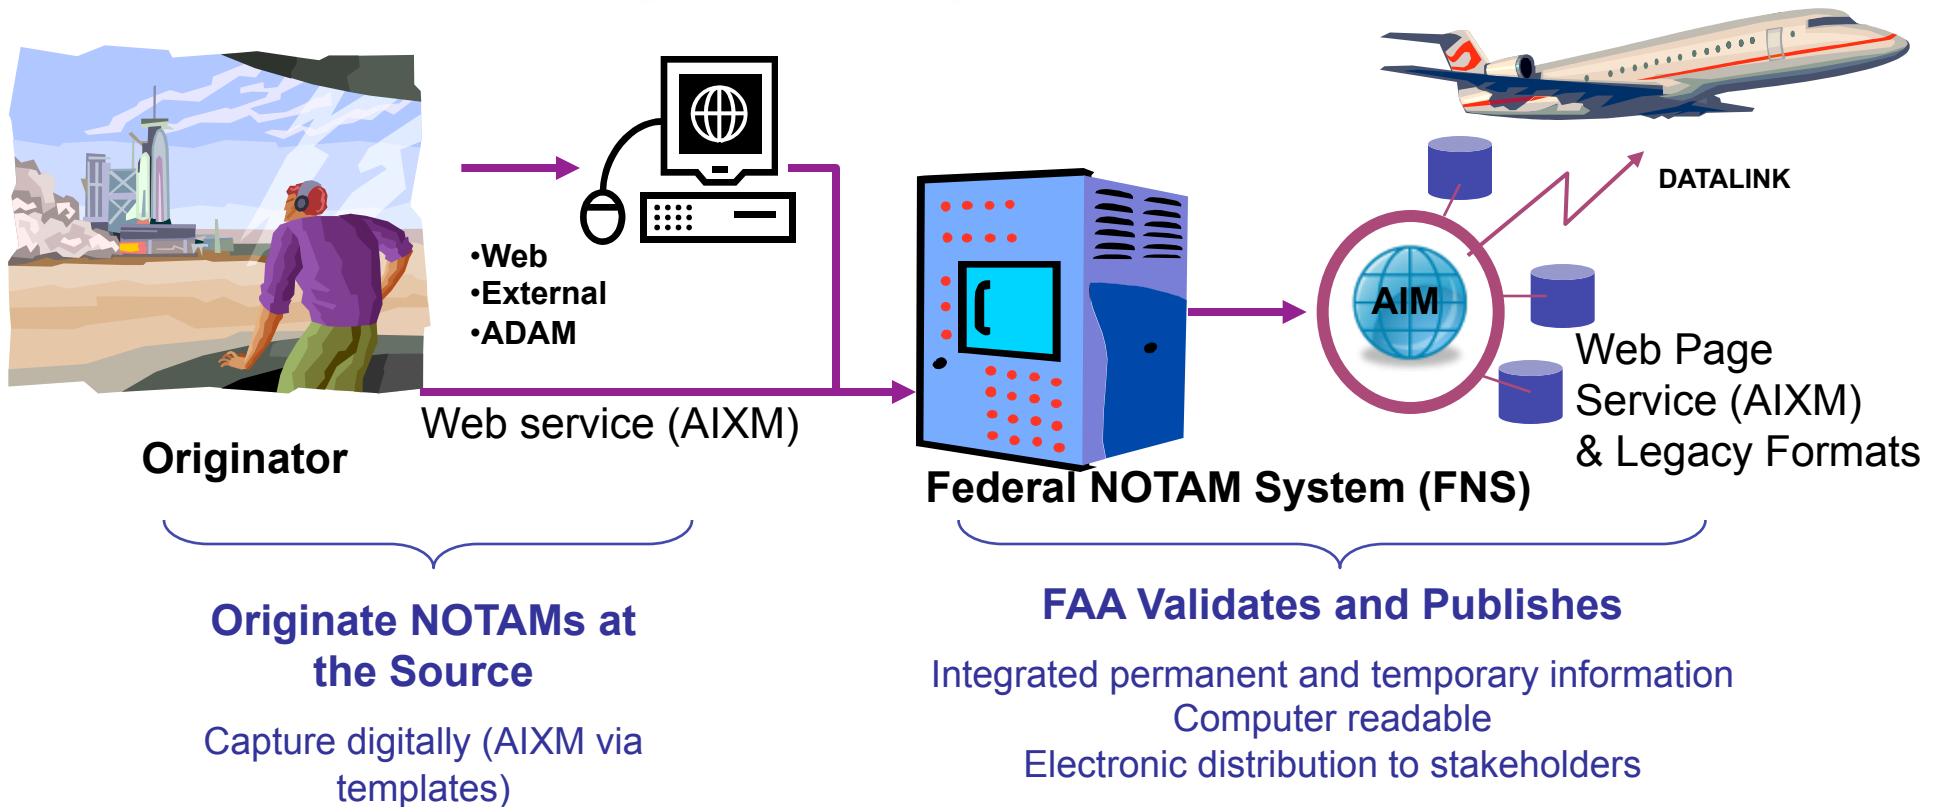 •Web
•External
•ADAM
Web service (AIXM)
Originator
DATALINK
AIM
Web Page
Service (AIXM)
& Legacy Formats
Federal NOTAM System (FNS)
Originate NOTAMs at
the Source
Capture digitally (AIXM via
templates)
FAA Validates and Publishes
Integrated permanent and temporary information
Computer readable
Electronic distribution to stakeholders